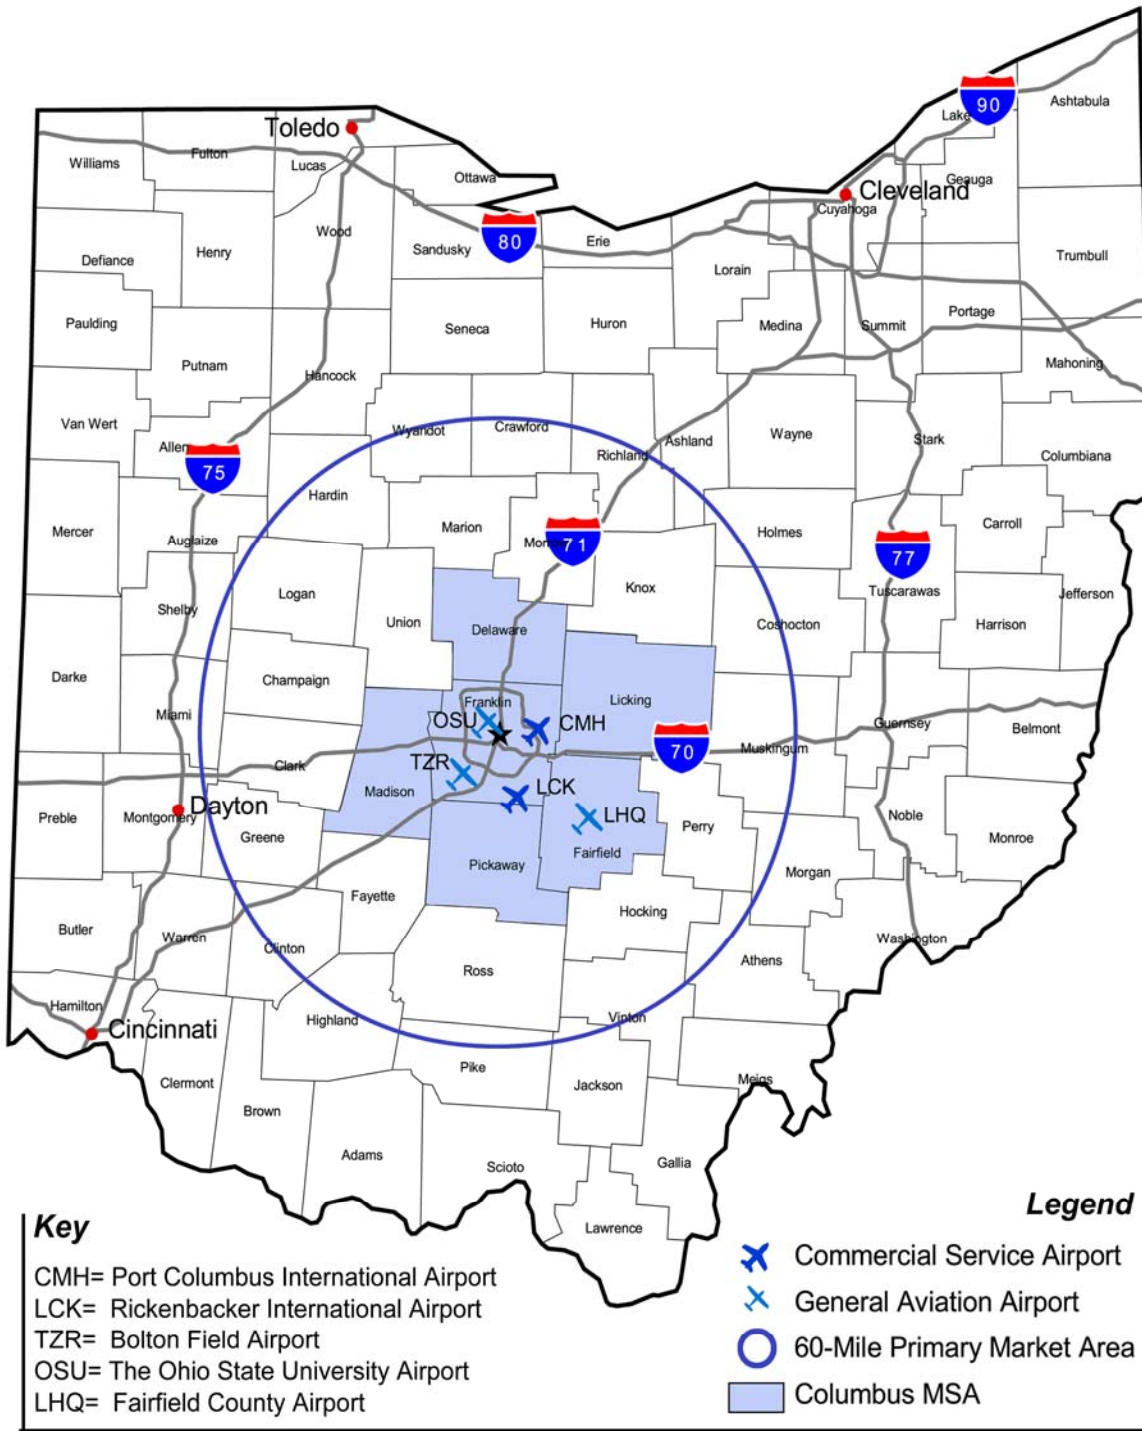 90
Ashtabula
Lake
Toledo
Williams
Fulton
Lucas
Ottawa
Geauga
Cleveland
Cuyahoga
Wood
80
Erie
Henry
Sandusky
Defiance
Lorain
Trumbull
Paulding
Seneca
Huron
Medina
Summit
Portage
Putnam
Hancock
Mahoning
Van Wert
Wyandot
Crawford
Allen
Richland
Ashland
Wayne
Stark
Columbiana
75
Hardin
Mercer
Auglaize
Marion
Morrow
71
Holmes
77
Carroll
Logan
Knox
Tuscarawas
Jefferson
Shelby
Union
Delaware
Coshocton
Harrison
Darke
Champaign
Franklin
Licking
Miami
OSU
CMH
70
Muskingum
Guernsey
Belmont
Clark
TZR
LCK
Madison
Dayton
LHQ
Preble
Montgomery
Greene
Perry
Noble
Monroe
Pickaway
Fairfield
Morgan
Fayette
Hocking
Butler
Warren
Clinton
Washington
Ross
Athens
Hamilton
Highland
Vinton
Cincinnati
Pike
Clermont
Jackson
Meigs
Brown
Adams
Scioto
Gallia
Lawrence
Key
CMH= Port Columbus International Airport
LCK= Rickenbacker International Airport
TZR= Bolton Field Airport
OSU= The Ohio State University Airport
LHQ= Fairfield County Airport
Legend
Commercial Service Airport
General Aviation Airport
60-Mile Primary Market Area
Columbus MSA